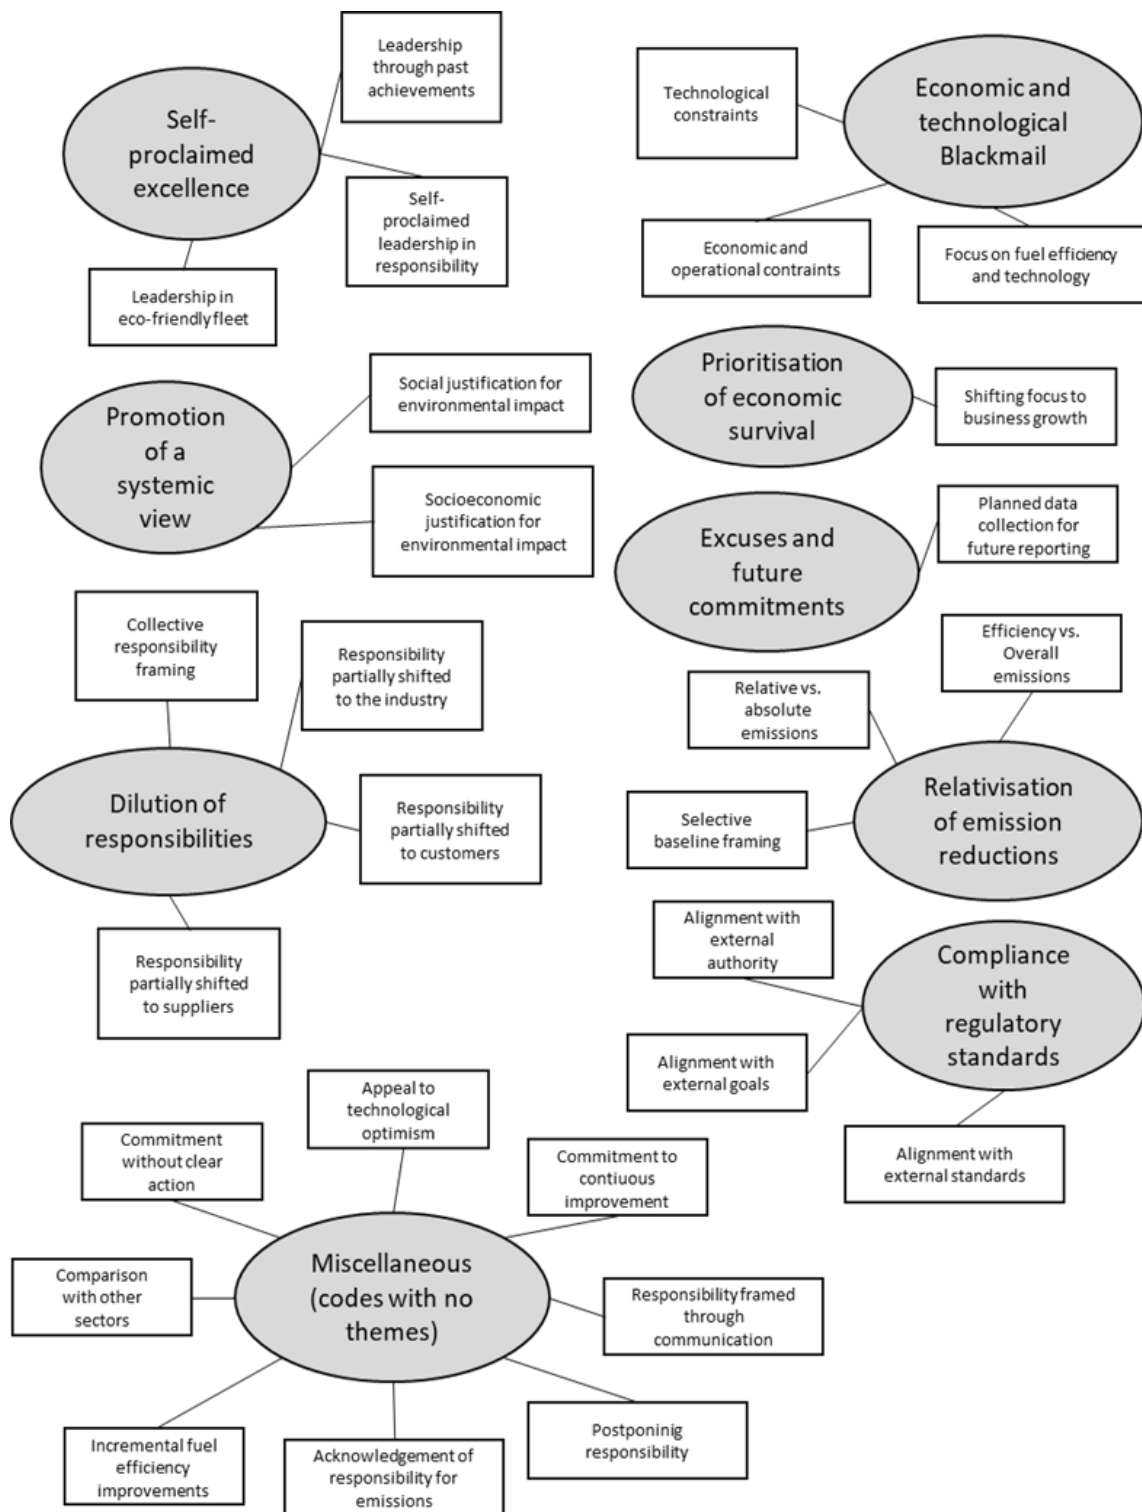 Leadership
through past
achievements
Self-
proclaimed
excellence
Self-
proclaimed
leadership in
responsibility
Leadership in
eco-friendly fleet
Economic and
technological
Blackmail
Technological
constraints
Economic and
operational contraints
Focus on fuel efficiency
and technology
Promotion
of a
systemic
view
Social justification for
environmental impact
Socioeconomic
justification for
environmental impact
Prioritisation
of economic
survival
Shifting focus to
business growth
Excuses and
future
commitments
Planned data
collection for
future reporting
Collective
responsibility
framing
Responsibility
partially shifted
to the industry
Dilution of
responsibilities
Responsibility
partially shifted
to customers
Responsibility
partially shifted
to suppliers
Efficiency vs.
Overall
emissions
Relative vs.
absolute
emissions
Relativisation
of emission
reductions
Selective
baseline framing
Alignment with
external
authority
Compliance
with
regulatory
standards
Alignment with
external goals
Alignment with
external standards
Appeal to
technological
optimism
Commitment
without clear
action
Commitment to
contiuous
improvement
Miscellaneous
(codes with no
themes)
Comparison
with other
sectors
Responsibility framed
through
communication
Incremental fuel
efficiency
improvements
Acknowledgement of
responsibility for
emissions
Postponinig
responsibility